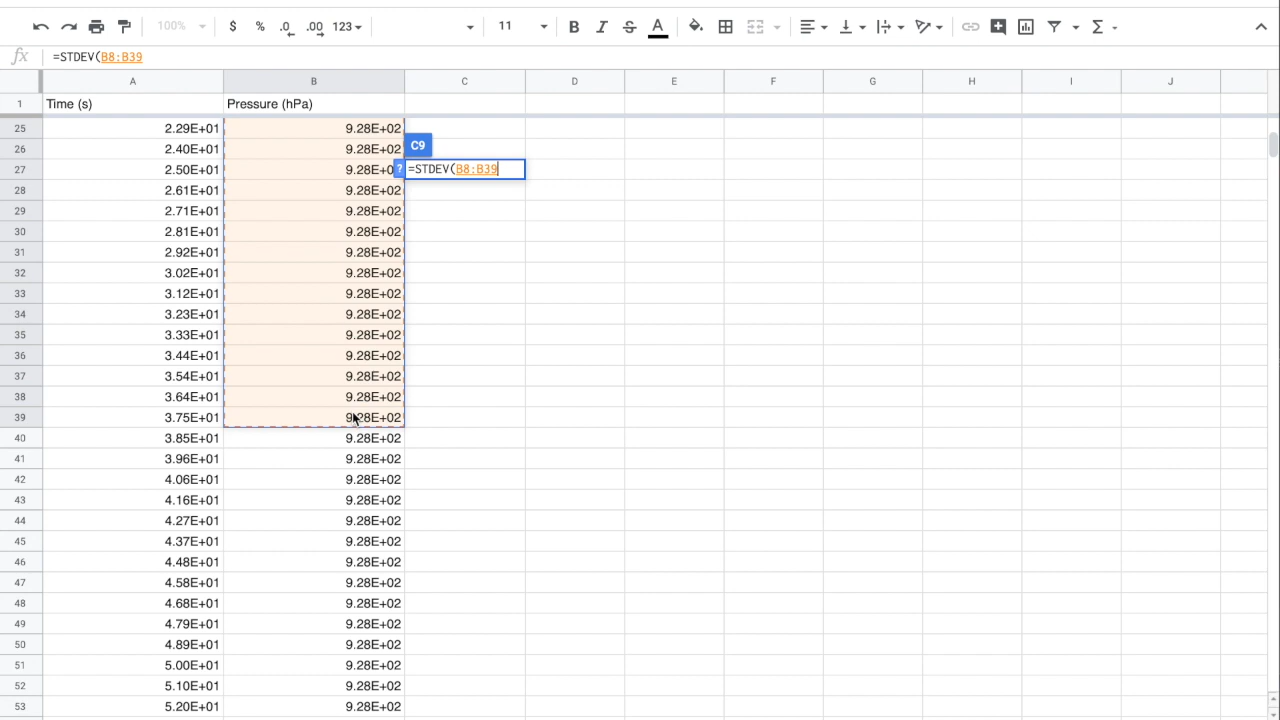 100% $ % .0 .00 123 11 B I S A Σ
fx =STDEV(B8:B39
A B C D E F G H I J
1 Time (s) Pressure (hPa)
25 2.29E+01 9.28E+02
26 2.40E+01 9.28E+02 C9
27 2.50E+01 9.28E+0 ? =STDEV(B8:B39
28 2.61E+01 9.28E+02
29 2.71E+01 9.28E+02
30 2.81E+01 9.28E+02
31 2.92E+01 9.28E+02
32 3.02E+01 9.28E+02
33 3.12E+01 9.28E+02
34 3.23E+01 9.28E+02
35 3.33E+01 9.28E+02
36 3.44E+01 9.28E+02
37 3.54E+01 9.28E+02
38 3.64E+01 9.28E+02
39 3.75E+01 9.28E+02
40 3.85E+01 9.28E+02
41 3.96E+01 9.28E+02
42 4.06E+01 9.28E+02
43 4.16E+01 9.28E+02
44 4.27E+01 9.28E+02
45 4.37E+01 9.28E+02
46 4.48E+01 9.28E+02
47 4.58E+01 9.28E+02
48 4.68E+01 9.28E+02
49 4.79E+01 9.28E+02
50 4.89E+01 9.28E+02
51 5.00E+01 9.28E+02
52 5.10E+01 9.28E+02
53 5.20E+01 9.28E+02